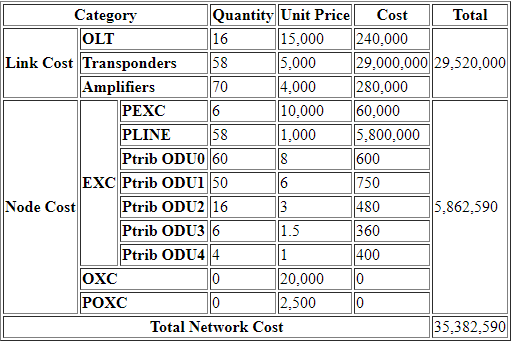 Category Quantity Unit Price Cost Total
Link Cost OLT 16 15,000 240,000 29,520,000
Transponders 58 5,000 29,000,000
Amplifiers 70 4,000 280,000
Node Cost EXC PEXC 6 10,000 60,000 5,862,590
PLINE 58 1,000 5,800,000
Ptrib ODU0 60 8 600
Ptrib ODU1 50 6 750
Ptrib ODU2 16 3 480
Ptrib ODU3 6 1.5 360
Ptrib ODU4 4 1 400
OXC 0 20,000 0
POXC 0 2,500 0
Total Network Cost 35,382,590